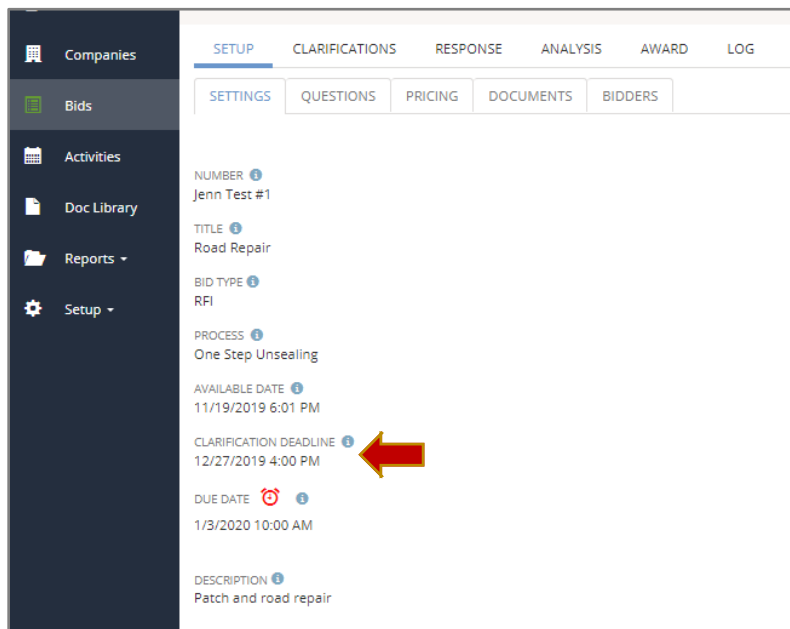 Companies
Bids
Activities
Doc Library
Reports
Setup
SETUP CLARIFICATIONS RESPONSE ANALYSIS AWARD LOG
SETTINGS QUESTIONS PRICING DOCUMENTS BIDDERS
NUMBER
Jenn Test #1
TITLE
Road Repair
BID TYPE
RFI
PROCESS
One Step Unsealing
AVAILABLE DATE
11/19/2019 6:01 PM
CLARIFICATION DEADLINE
12/27/2019 4:00 PM
DUE DATE
1/3/2020 10:00 AM
DESCRIPTION
Patch and road repair